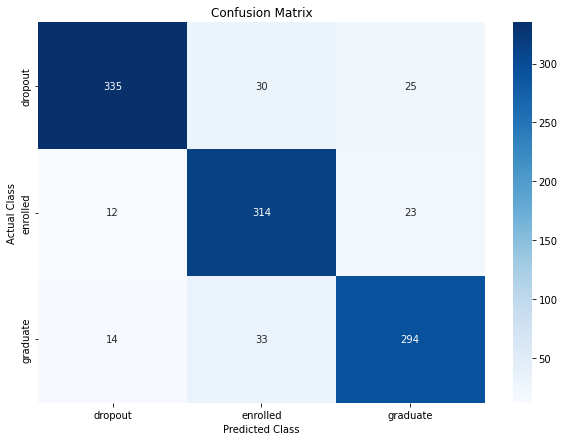 Confusion Matrix
dropout
335 30 25
enrolled
12 314 23
graduate
14 33 294
Actual Class
dropout enrolled graduate
Predicted Class
300
250
200
150
100
50